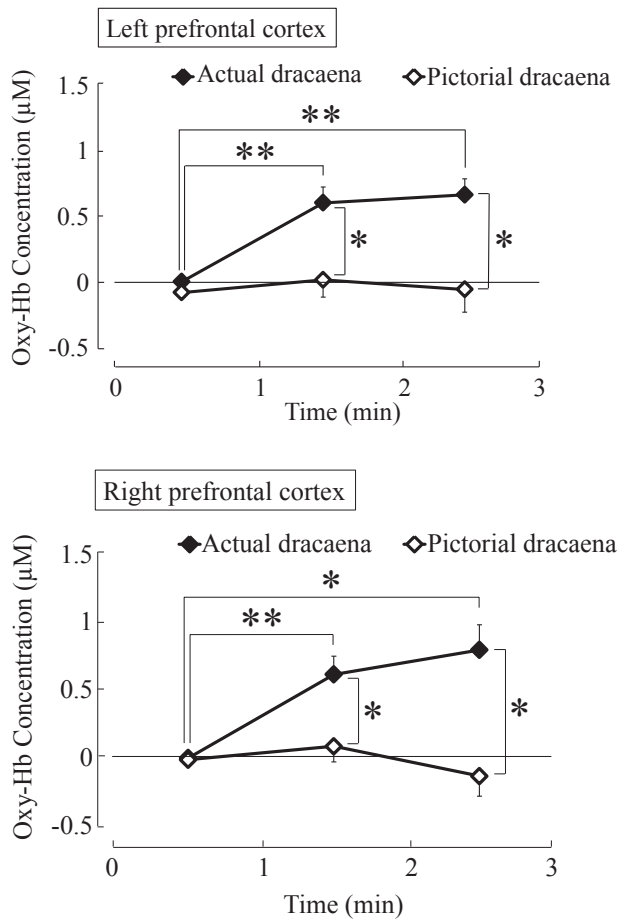 Left prefrontal cortex
Actual dracaena Pictorial dracaena
1.5
**
1
**
0.5
* *
0
-0.5
Oxy-Hb Concentration (μM)
0 1 2 3
Time (min)
Right prefrontal cortex
Actual dracaena Pictorial dracaena
1.5
*
1
**
0.5
* *
0
-0.5
Oxy-Hb Concentration (μM)
0 1 2 3
Time (min)